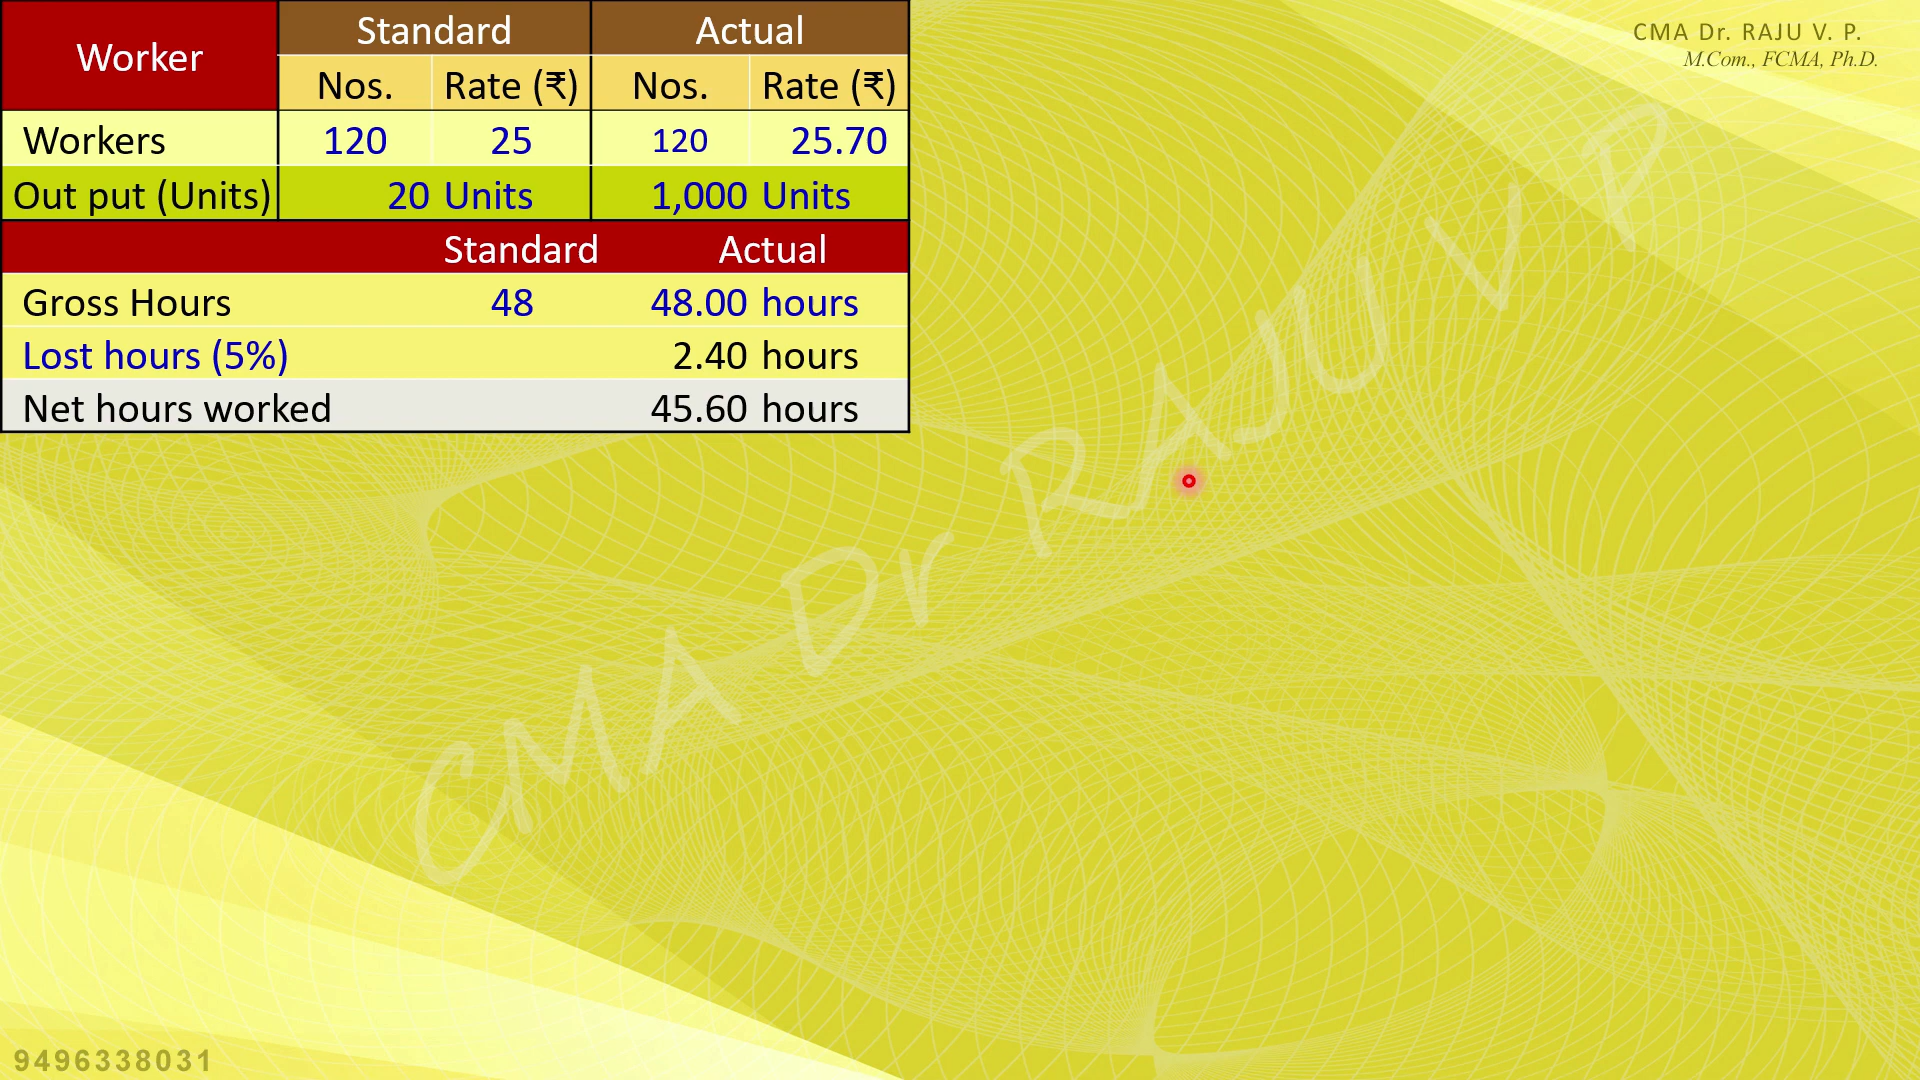 CMA Dr. RAJU V. P.
M.Com., FCMA, Ph.D.
Worker Standard Actual
Nos. Rate (₹) Nos. Rate (₹)
Workers 120 25 120 25.70
Out put (Units) 20 Units 1,000 Units
Standard Actual
Gross Hours 48 48.00 hours
Lost hours (5%) 2.40 hours
Net hours worked 45.60 hours
CMA Dr RAJU V P
9496338031